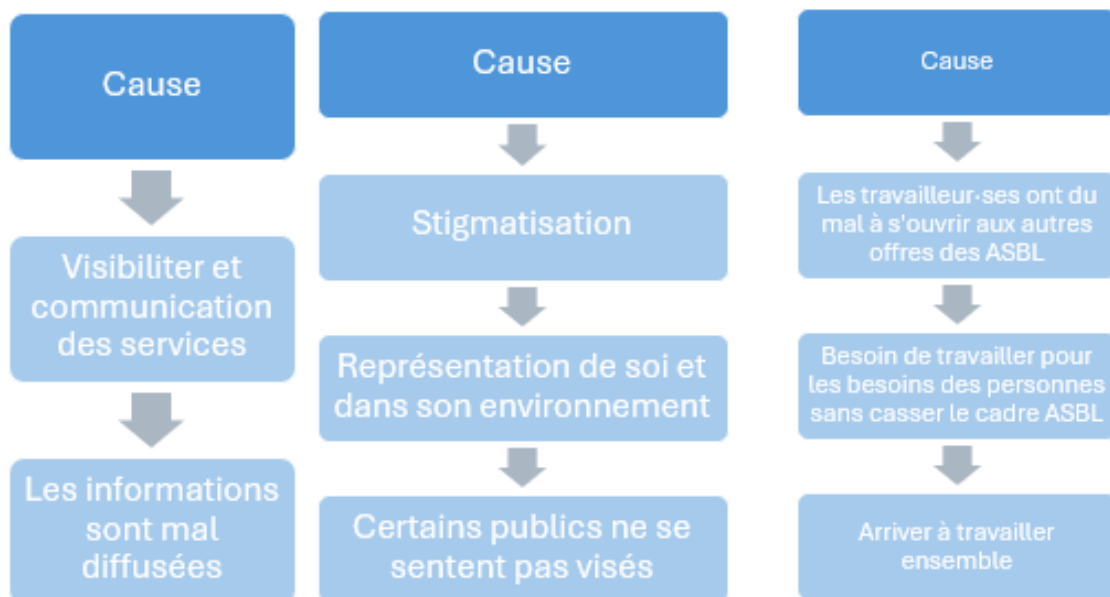 Cause
Visibiliter et
communication
des services
Les informations
sont mal
diffusées
Cause
Stigmatisation
Représentation de soi et
dans son environnement
Certains publics ne se
sentent pas visés
Cause
Les travailleur·ses ont du
mal à s'ouvrir aux autres
offres des ASBL
Besoin de travailler pour
les besoins des personnes
sans casser le cadre ASBL
Arriver à travailler
ensemble